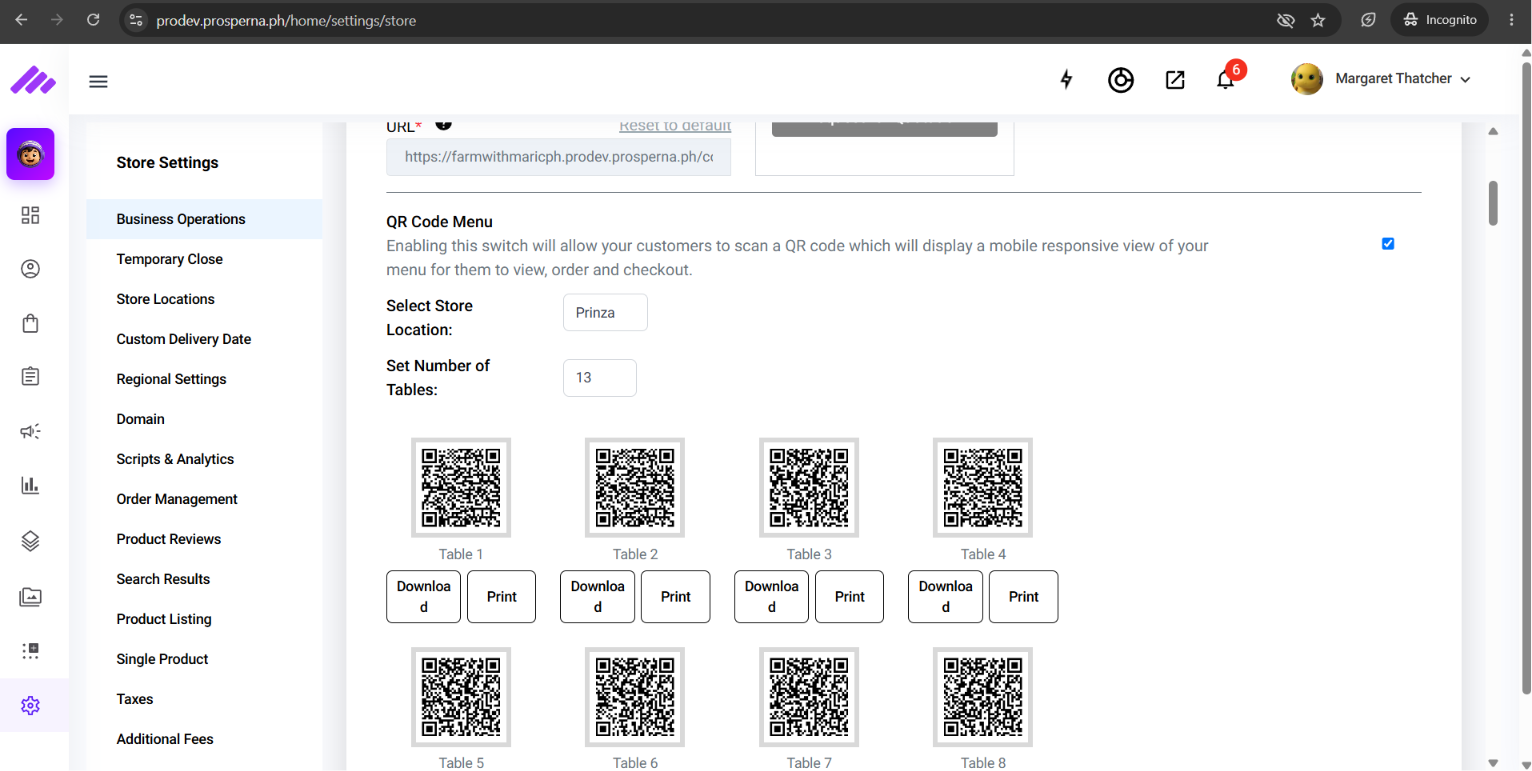 prodev.prosperna.ph/home/settings/store
Incognito
6
Margaret Thatcher
Store Settings
Business Operations
Temporary Close
Store Locations
Custom Delivery Date
Regional Settings
Domain
Scripts & Analytics
Order Management
Product Reviews
Search Results
Product Listing
Single Product
Taxes
Additional Fees
URL*
Reset to default
https://farmwithmaricph.prodev.prosperna.ph/cc
QR Code Menu
Enabling this switch will allow your customers to scan a QR code which will display a mobile responsive view of your
menu for them to view, order and checkout.
Select Store
Location:
Prinza
Set Number of
Tables:
13
Table 1
Table 2
Table 3
Table 4
Downloa
d
Print
Downloa
d
Print
Downloa
d
Print
Downloa
d
Print
Table 5
Table 6
Table 7
Table 8